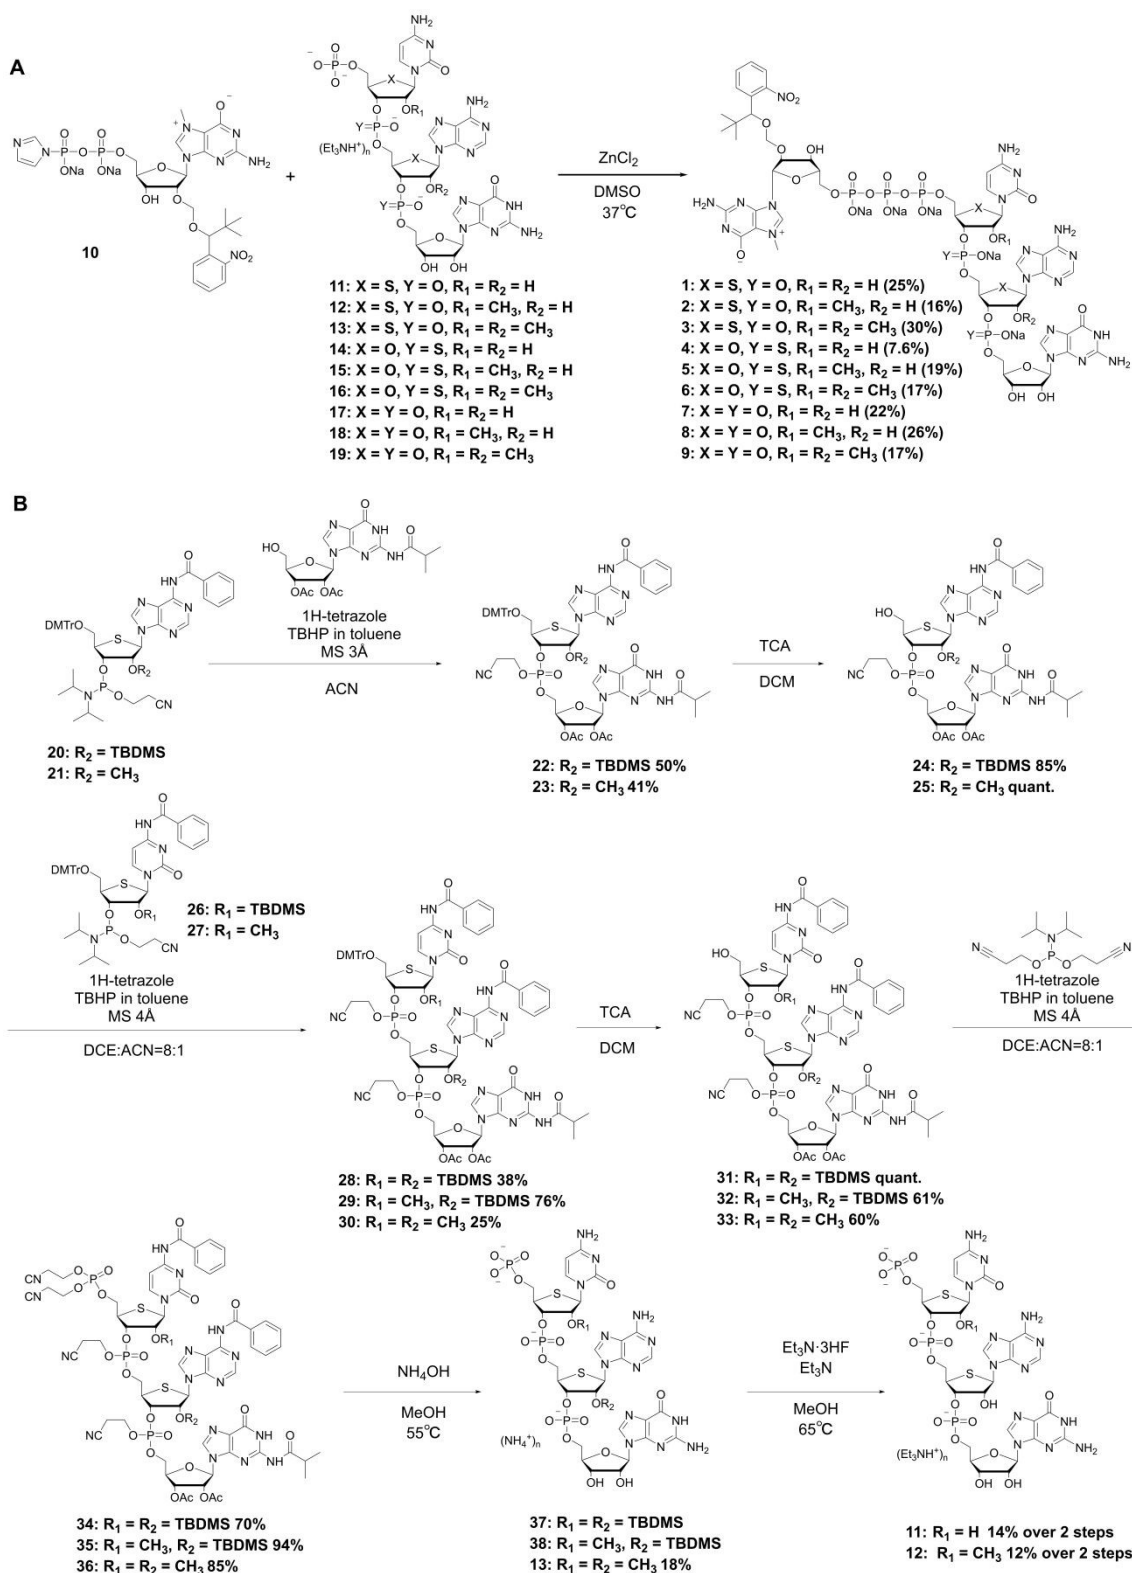 A
10
+
(Et₃NH⁺)ₙ
11: X = S, Y = O, R₁ = R₂ = H
12: X = S, Y = O, R₁ = CH₃, R₂ = H
13: X = S, Y = O, R₁ = R₂ = CH₃
14: X = O, Y = S, R₁ = R₂ = H
15: X = O, Y = S, R₁ = CH₃, R₂ = H
16: X = O, Y = S, R₁ = R₂ = CH₃
17: X = Y = O, R₁ = R₂ = H
18: X = Y = O, R₁ = CH₃, R₂ = H
19: X = Y = O, R₁ = R₂ = CH₃
ZnCl₂
DMSO
37°C
1: X = S, Y = O, R₁ = R₂ = H (25%)
2: X = S, Y = O, R₁ = CH₃, R₂ = H (16%)
3: X = S, Y = O, R₁ = R₂ = CH₃ (30%)
4: X = O, Y = S, R₁ = R₂ = H (7.6%)
5: X = O, Y = S, R₁ = CH₃, R₂ = H (19%)
6: X = O, Y = S, R₁ = R₂ = CH₃ (17%)
7: X = Y = O, R₁ = R₂ = H (22%)
8: X = Y = O, R₁ = CH₃, R₂ = H (26%)
9: X = Y = O, R₁ = R₂ = CH₃ (17%)
B
20: R₂ = TBDMS
21: R₂ = CH₃
1H-tetrazole
TBHP in toluene
MS 3Å
ACN
22: R₂ = TBDMS 50%
23: R₂ = CH₃ 41%
TCA
DCM
24: R₂ = TBDMS 85%
25: R₂ = CH₃ quant.
26: R₁ = TBDMS
27: R₁ = CH₃
1H-tetrazole
TBHP in toluene
MS 4Å
DCE:ACN=8:1
28: R₁ = R₂ = TBDMS 38%
29: R₁ = CH₃, R₂ = TBDMS 76%
30: R₁ = R₂ = CH₃ 25%
TCA
DCM
31: R₁ = R₂ = TBDMS quant.
32: R₁ = CH₃, R₂ = TBDMS 61%
33: R₁ = R₂ = CH₃ 60%
1H-tetrazole
TBHP in toluene
MS 4Å
DCE:ACN=8:1
34: R₁ = R₂ = TBDMS 70%
35: R₁ = CH₃, R₂ = TBDMS 94%
36: R₁ = R₂ = CH₃ 85%
NH₄OH
MeOH
55°C
(NH₄⁺)ₙ
37: R₁ = R₂ = TBDMS
38: R₁ = CH₃, R₂ = TBDMS
13: R₁ = R₂ = CH₃ 18%
Et₃N·3HF
Et₃N
MeOH
65°C
(Et₃NH⁺)ₙ
11: R₁ = H 14% over 2 steps
12: R₁ = CH₃ 12% over 2 steps